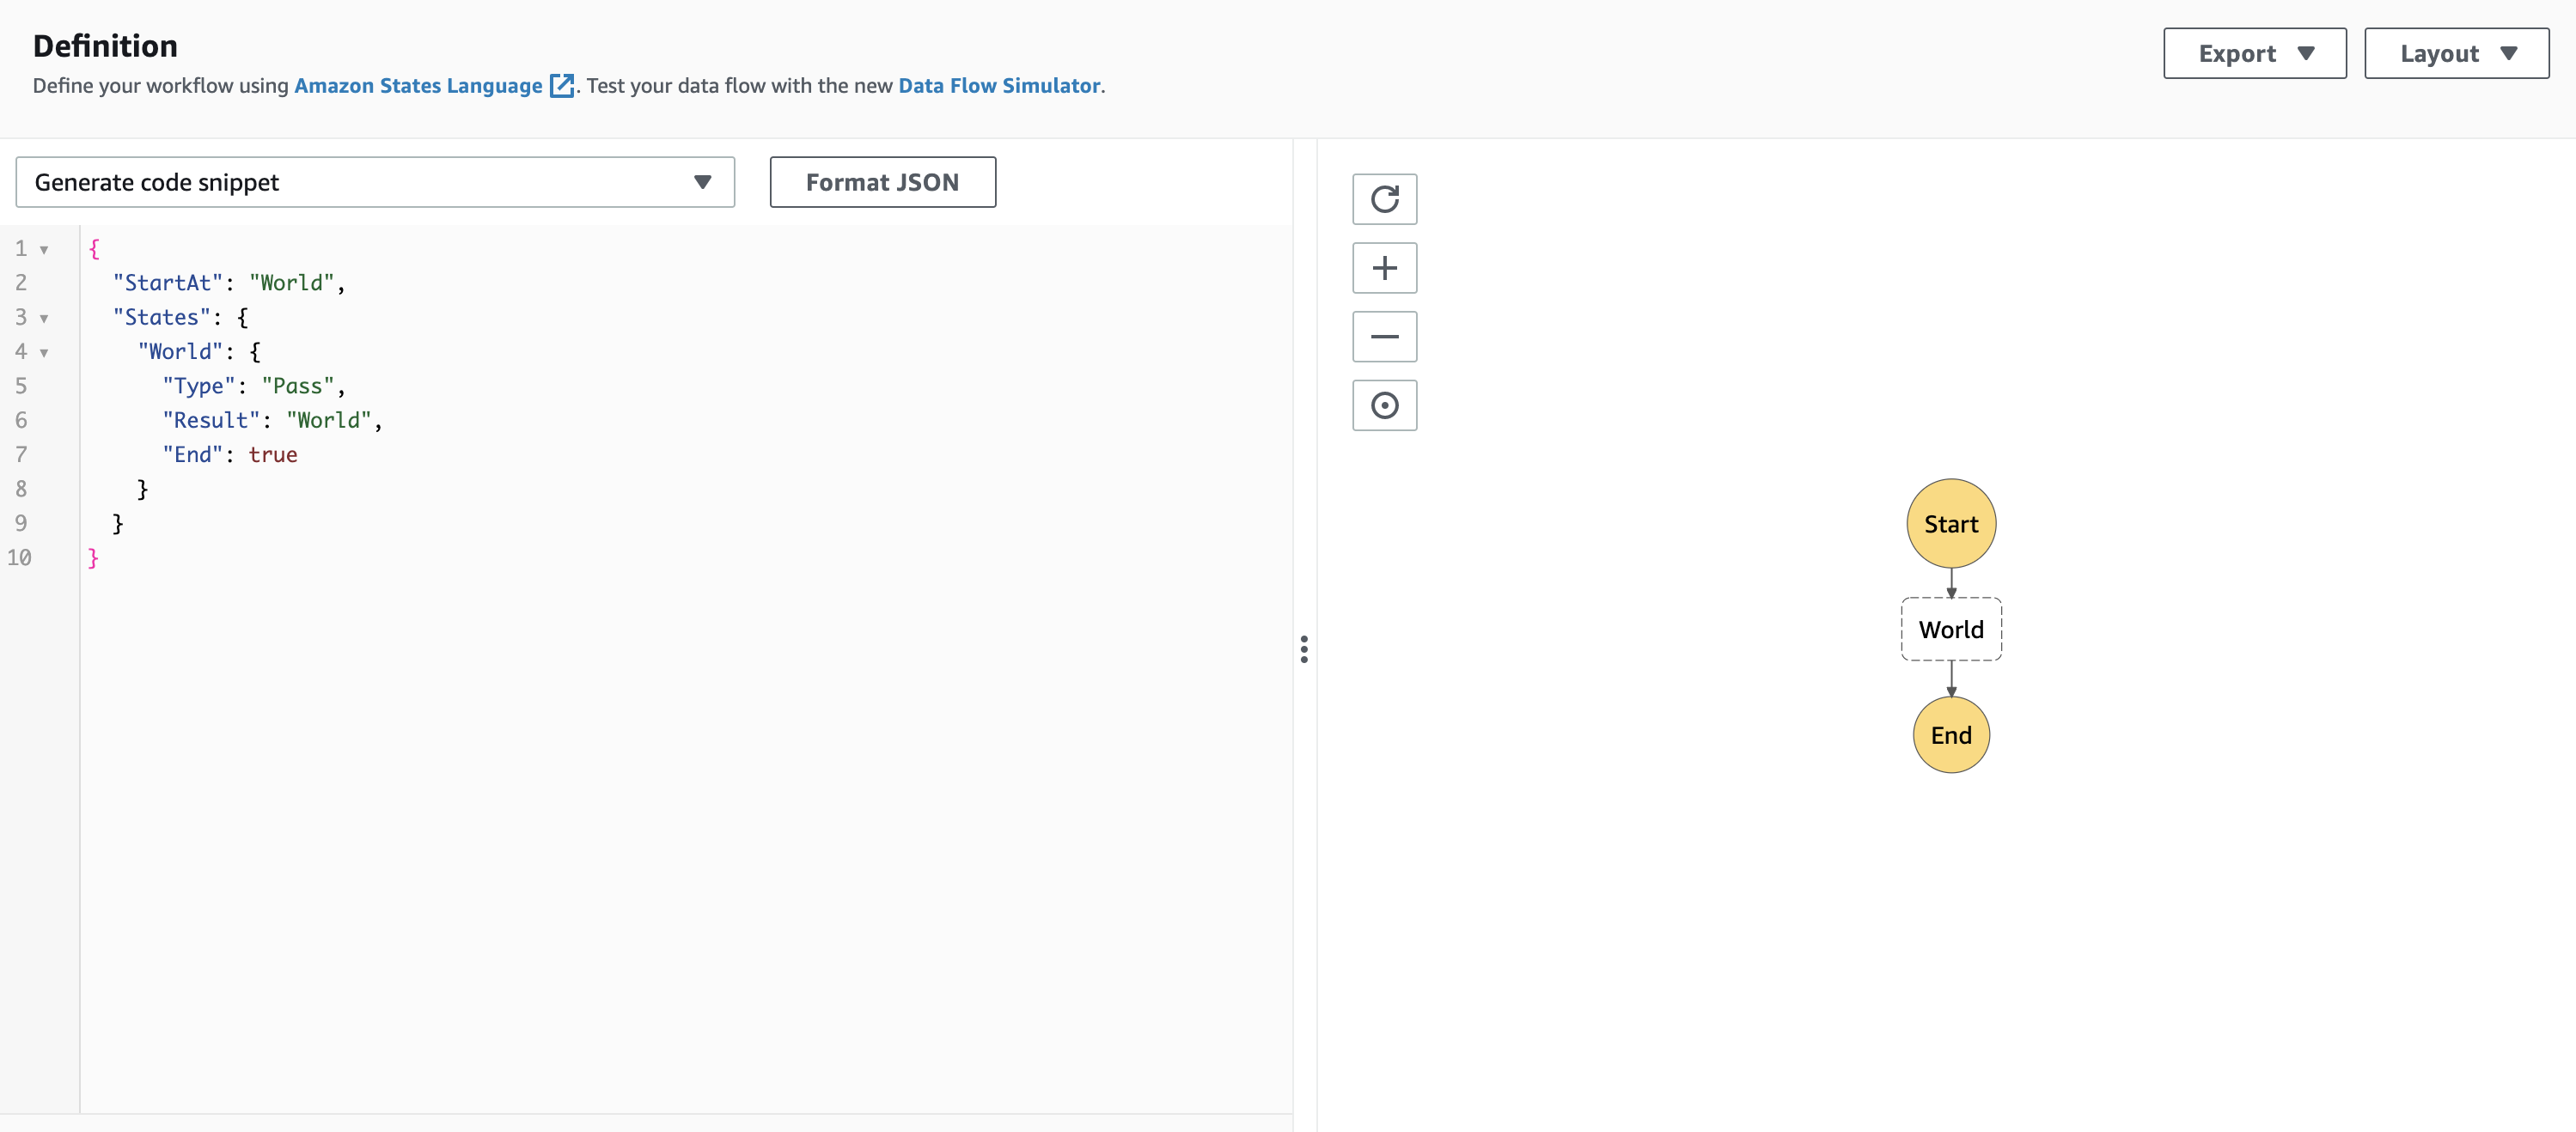 Definition
Define your workflow using Amazon States Language . Test your data flow with the new Data Flow Simulator.
Export
Layout
Generate code snippet
Format JSON
1 {
2 "StartAt": "World",
3 "States": {
4 "World": {
5 "Type": "Pass",
6 "Result": "World",
7 "End": true
8 }
9 }
10 }
Start
World
End